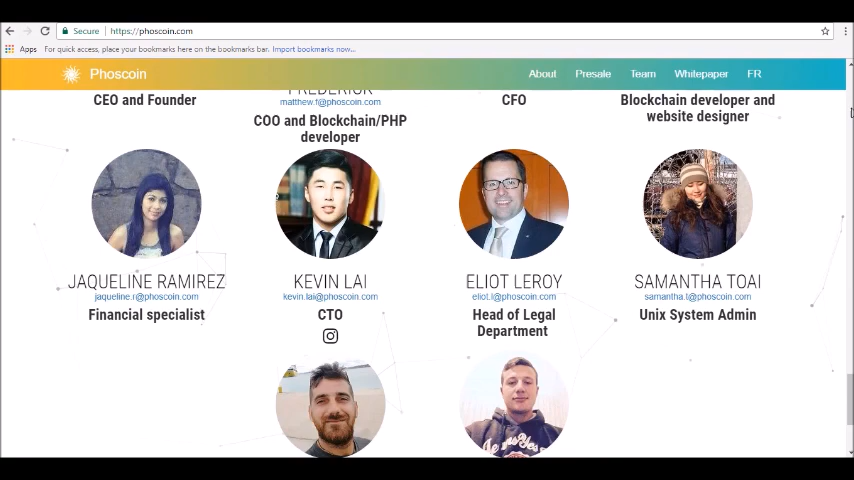 Secure
https://phoscoin.com
Apps
For quick access, place your bookmarks here on the bookmarks bar. Import bookmarks now...
Phoscoin
About
Presale
Team
Whitepaper
FR
FREDERICK
CEO and Founder
matthew.f@phoscoin.com
CFO
Blockchain developer and
website designer
COO and Blockchain/PHP
developer
JAQUELINE RAMIREZ
jaqueline.r@phoscoin.com
Financial specialist
KEVIN LAI
kevin.lai@phoscoin.com
CTO
ELIOT LEROY
eliot.l@phoscoin.com
Head of Legal
Department
SAMANTHA TOAI
samantha.t@phoscoin.com
Unix System Admin